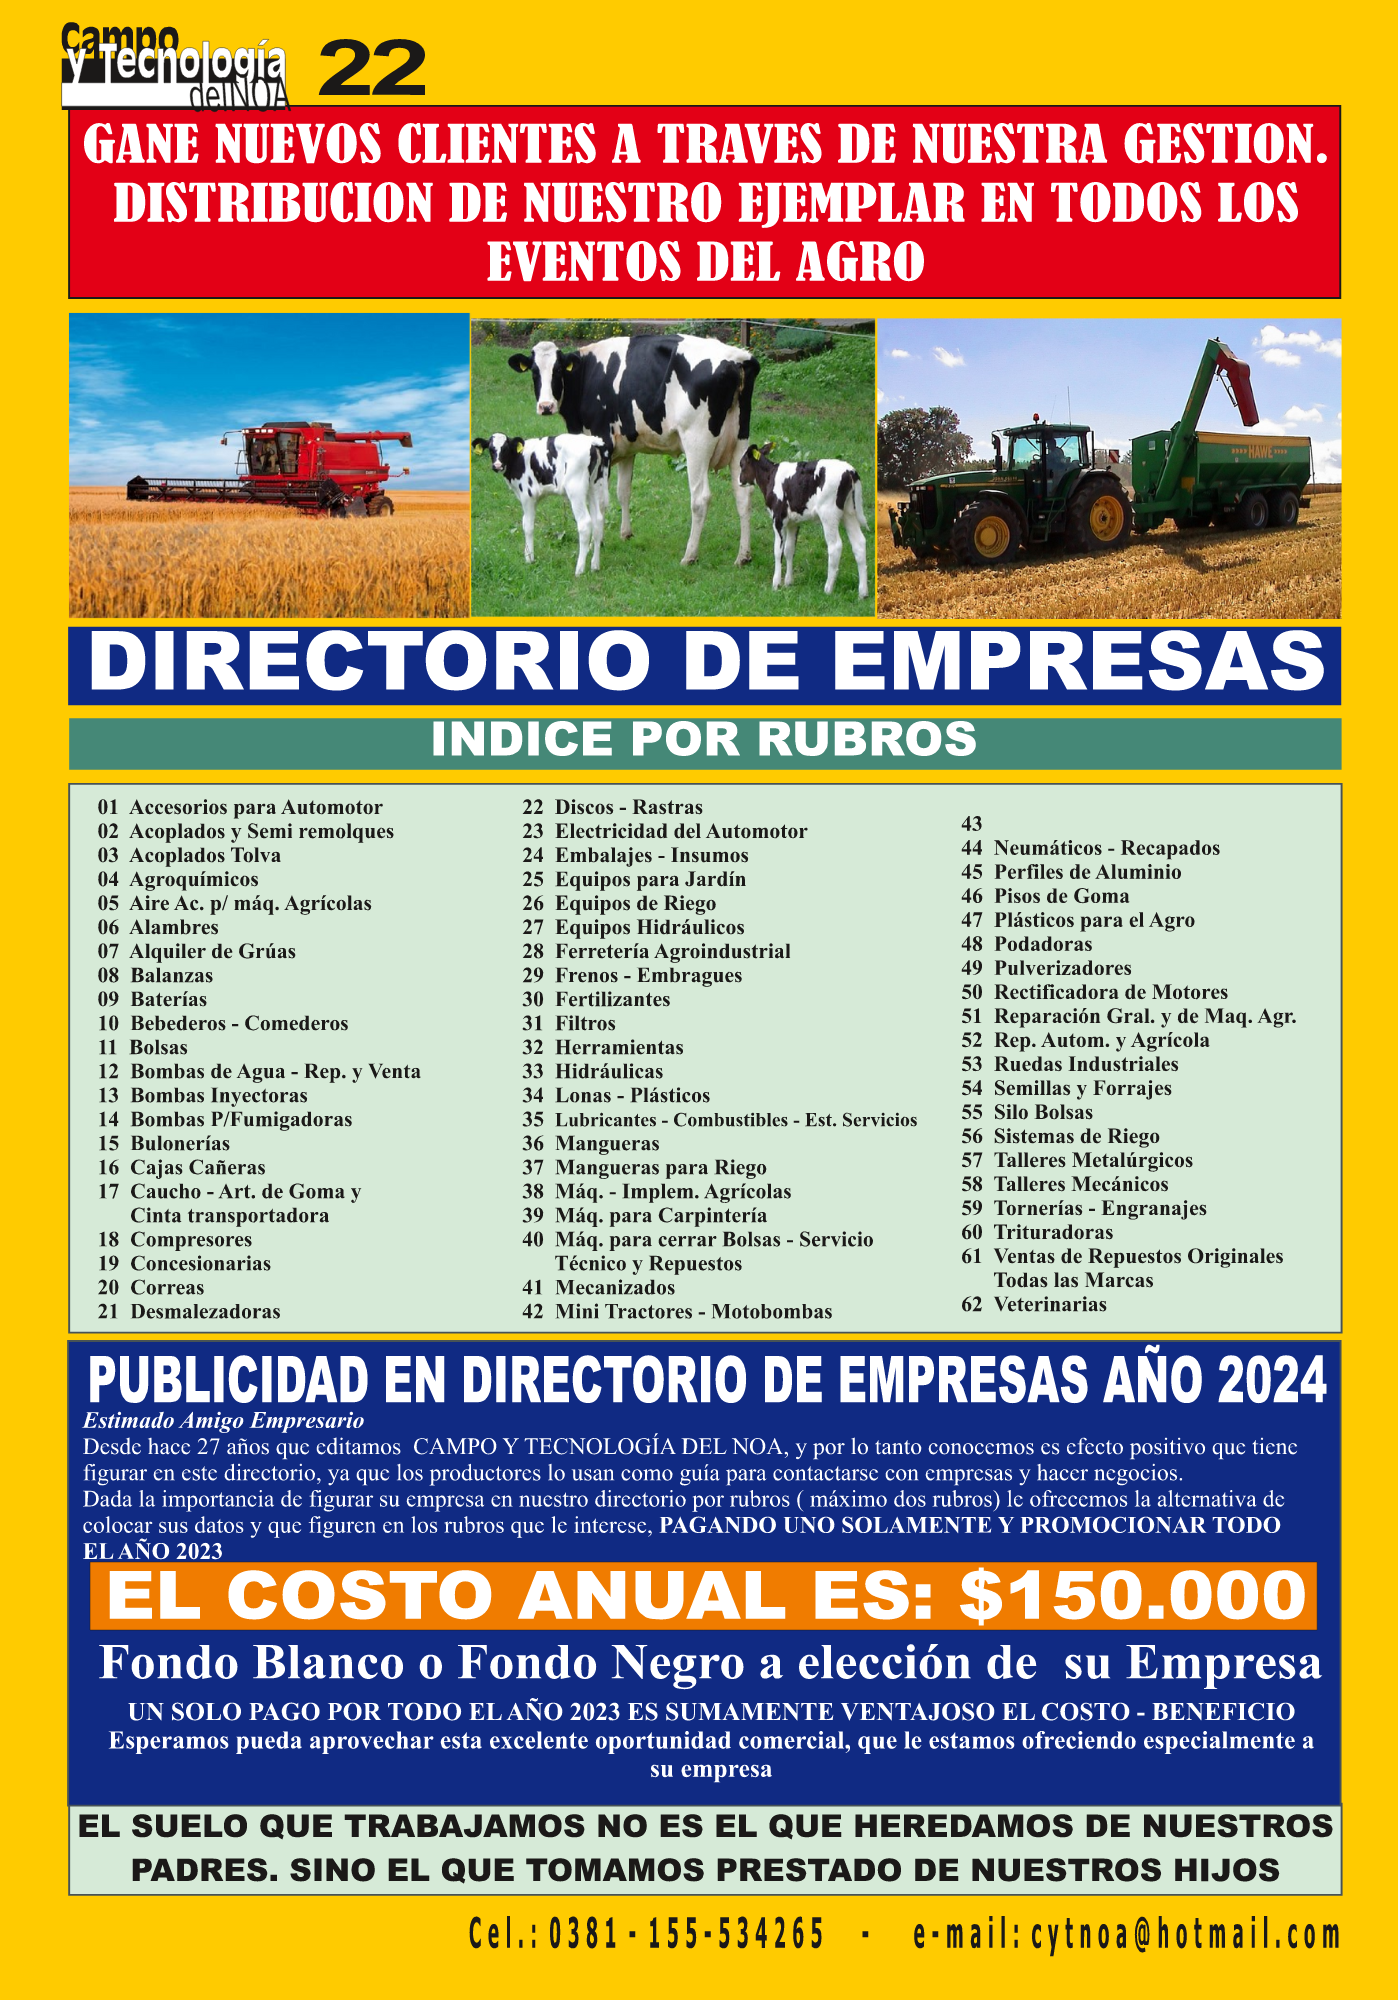 Campo
y Tecnología
del NOA
22
GANE NUEVOS CLIENTES A TRAVES DE NUESTRA GESTION.
DISTRIBUCION DE NUESTRO EJEMPLAR EN TODOS LOS
EVENTOS DEL AGRO
HAWE
DIRECTORIO DE EMPRESAS
INDICE POR RUBROS
01 Accesorios para Automotor
02 Acoplados y Semi remolques
03 Acoplados Tolva
04 Agroquímicos
05 Aire Ac. p/ máq. Agrícolas
06 Alambres
07 Alquiler de Grúas
08 Balanzas
09 Baterías
10 Bebederos - Comederos
11 Bolsas
12 Bombas de Agua - Rep. y Venta
13 Bombas Inyectoras
14 Bombas P/Fumigadoras
15 Bulonerías
16 Cajas Cañeras
17 Caucho - Art. de Goma y
Cinta transportadora
18 Compresores
19 Concesionarias
20 Correas
21 Desmalezadoras
22 Discos - Rastras
23 Electricidad del Automotor
24 Embalajes - Insumos
25 Equipos para Jardín
26 Equipos de Riego
27 Equipos Hidráulicos
28 Ferretería Agroindustrial
29 Frenos - Embragues
30 Fertilizantes
31 Filtros
32 Herramientas
33 Hidráulicas
34 Lonas - Plásticos
35 Lubricantes - Combustibles - Est. Servicios
36 Mangueras
37 Mangueras para Riego
38 Máq. - Implem. Agrícolas
39 Máq. para Carpintería
40 Máq. para cerrar Bolsas - Servicio
Técnico y Repuestos
41 Mecanizados
42 Mini Tractores - Motobombas
43
44 Neumáticos - Recapados
45 Perfiles de Aluminio
46 Pisos de Goma
47 Plásticos para el Agro
48 Podadoras
49 Pulverizadores
50 Rectificadora de Motores
51 Reparación Gral. y de Maq. Agr.
52 Rep. Autom. y Agrícola
53 Ruedas Industriales
54 Semillas y Forrajes
55 Silo Bolsas
56 Sistemas de Riego
57 Talleres Metalúrgicos
58 Talleres Mecánicos
59 Tornerías - Engranajes
60 Trituradoras
61 Ventas de Repuestos Originales
Todas las Marcas
62 Veterinarias
PUBLICIDAD EN DIRECTORIO DE EMPRESAS AÑO 2024
Estimado Amigo Empresario
Desde hace 27 años que editamos CAMPO Y TECNOLOGÍA DEL NOA, y por lo tanto conocemos es efecto positivo que tiene
figurar en este directorio, ya que los productores lo usan como guía para contactarse con empresas y hacer negocios.
Dada la importancia de figurar su empresa en nuestro directorio por rubros ( máximo dos rubros) le ofrecemos la alternativa de
colocar sus datos y que figuren en los rubros que le interese, PAGANDO UNO SOLAMENTE Y PROMOCIONAR TODO
EL AÑO 2023
EL COSTO ANUAL ES: $150.000
Fondo Blanco o Fondo Negro a elección de su Empresa
UN SOLO PAGO POR TODO EL AÑO 2023 ES SUMAMENTE VENTAJOSO EL COSTO - BENEFICIO
Esperamos pueda aprovechar esta excelente oportunidad comercial, que le estamos ofreciendo especialmente a
su empresa
EL SUELO QUE TRABAJAMOS NO ES EL QUE HEREDAMOS DE NUESTROS
PADRES. SINO EL QUE TOMAMOS PRESTADO DE NUESTROS HIJOS
Cel.: 0381 - 155-534265 - e-mail: cytnoa@hotmail.com